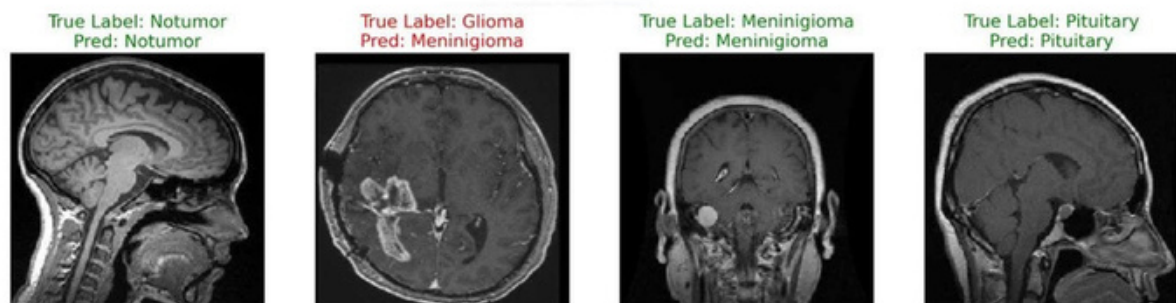 True Label: Notumor
Pred: Notumor
True Label: Glioma
Pred: Meninigioma
True Label: Meninigioma
Pred: Meninigioma
True Label: Pituitary
Pred: Pituitary